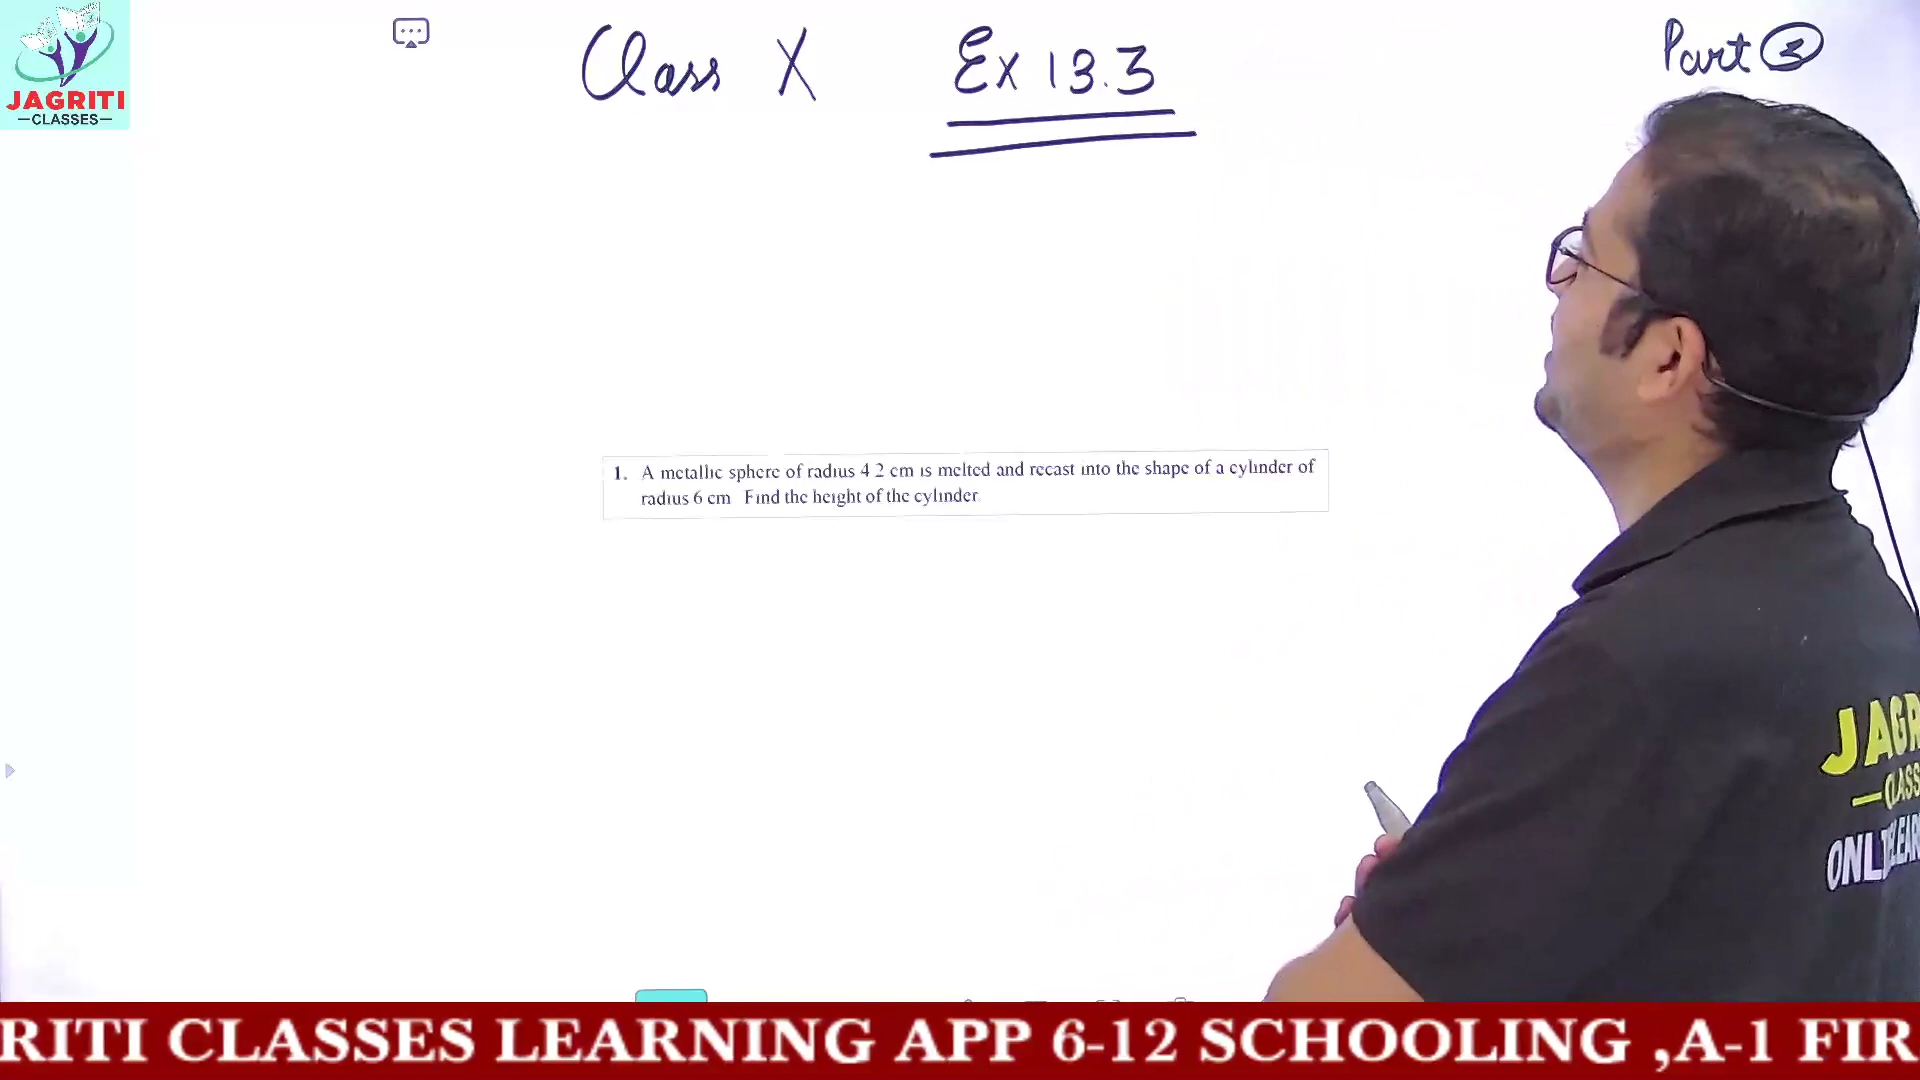 JAGRITI
—CLASSES—
Class X Ex 13.3
Part 3
1. A metallic sphere of radius 4 2 cm is melted and recast into the shape of a cylinder of
radius 6 cm Find the height of the cylinder
JAGR
—CLASS
RITI CLASSES LEARNING APP 6-12 SCHOOLING ,A-1 FIR